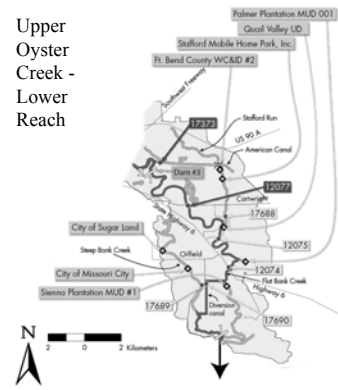 Upper
Oyster
Creek -
Lower
Reach
Palmer Plantation MUD 001
Quail Valley UD
Stafford Mobile Home Park, Inc.
Ft. Bend County WC&ID #2
Southwest Freeway
17373
Stafford Run
US 90 A
American Canal
Dam #3
12077
Cartwright
State Highway 6
17688
City of Sugar Land
12075
Steep Bank Creek
Oilfield
City of Missouri City
12074
Flat Bank Creek
Sienna Plantation MUD #1
Highway 6
17689
Diversion
canal
17690
N
2 0 2
Kilometers